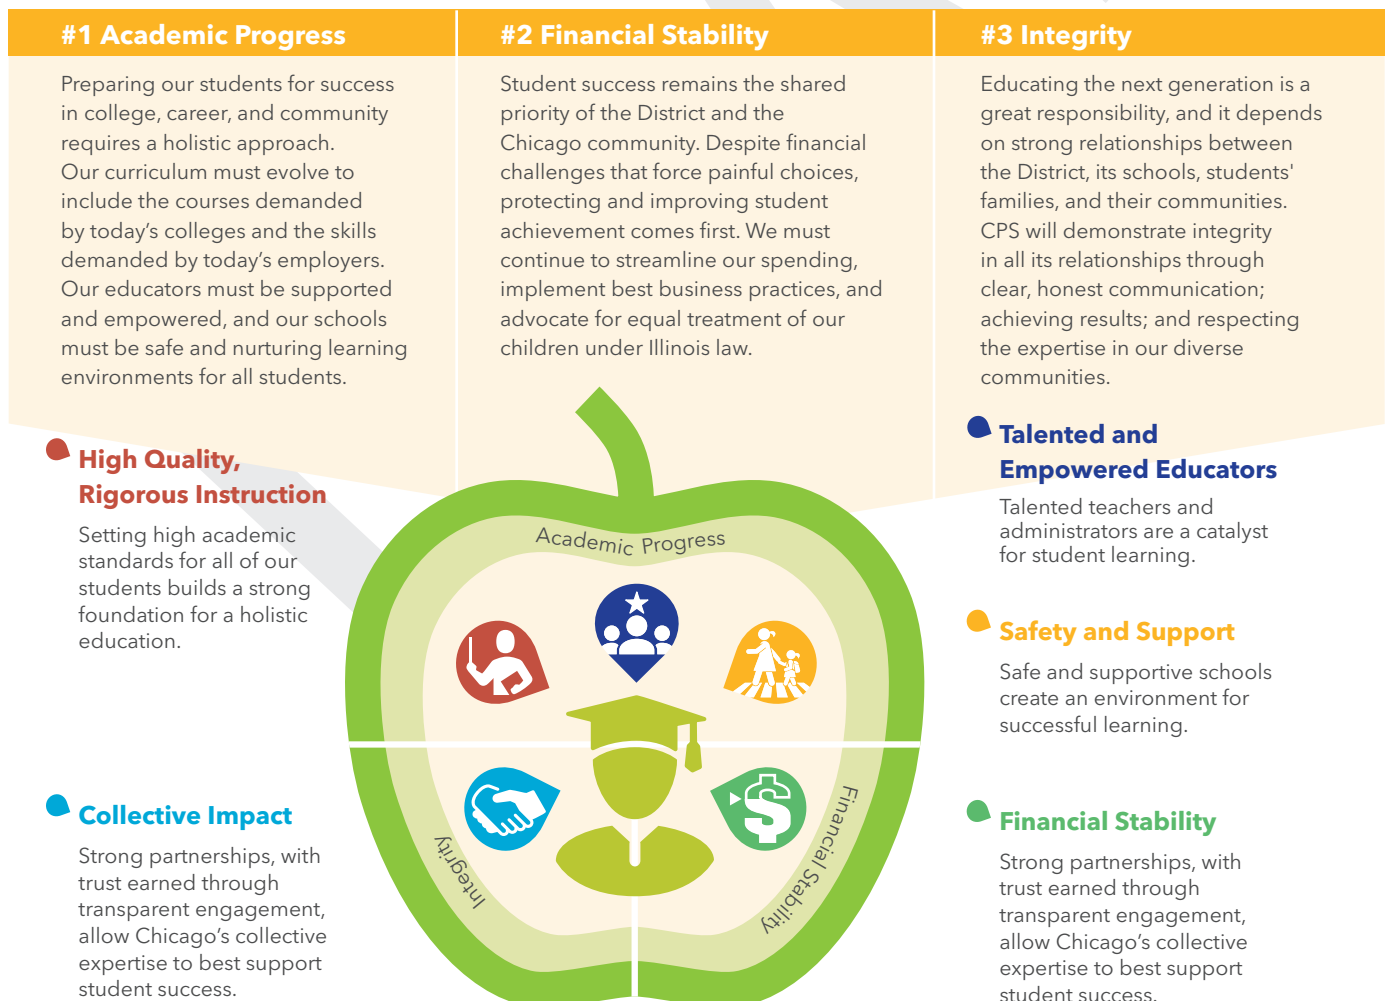 #1 Academic Progress
Preparing our students for success
in college, career, and community
requires a holistic approach.
Our curriculum must evolve to
include the courses demanded
by today's colleges and the skills
demanded by today's employers.
Our educators must be supported
and empowered, and our schools
must be safe and nurturing learning
environments for all students.
#2 Financial Stability
Student success remains the shared
priority of the District and the
Chicago community. Despite financial
challenges that force painful choices,
protecting and improving student
achievement comes first. We must
continue to streamline our spending,
implement best business practices, and
advocate for equal treatment of our
children under Illinois law.
#3 Integrity
Educating the next generation is a
great responsibility, and it depends
on strong relationships between
the District, its schools, students'
families, and their communities.
CPS will demonstrate integrity
in all its relationships through
clear, honest communication;
achieving results; and respecting
the expertise in our diverse
communities.
High Quality,
Rigorous Instruction
Setting high academic
standards for all of our
students builds a strong
foundation for a holistic
education.
Collective Impact
Strong partnerships, with
trust earned through
transparent engagement,
allow Chicago's collective
expertise to best support
student success.
Academic Progress
Integrity
Financial Stability
$
Talented and
Empowered Educators
Talented teachers and
administrators are a catalyst
for student learning.
Safety and Support
Safe and supportive schools
create an environment for
successful learning.
Financial Stability
Strong partnerships, with
trust earned through
transparent engagement,
allow Chicago's collective
expertise to best support
student success.